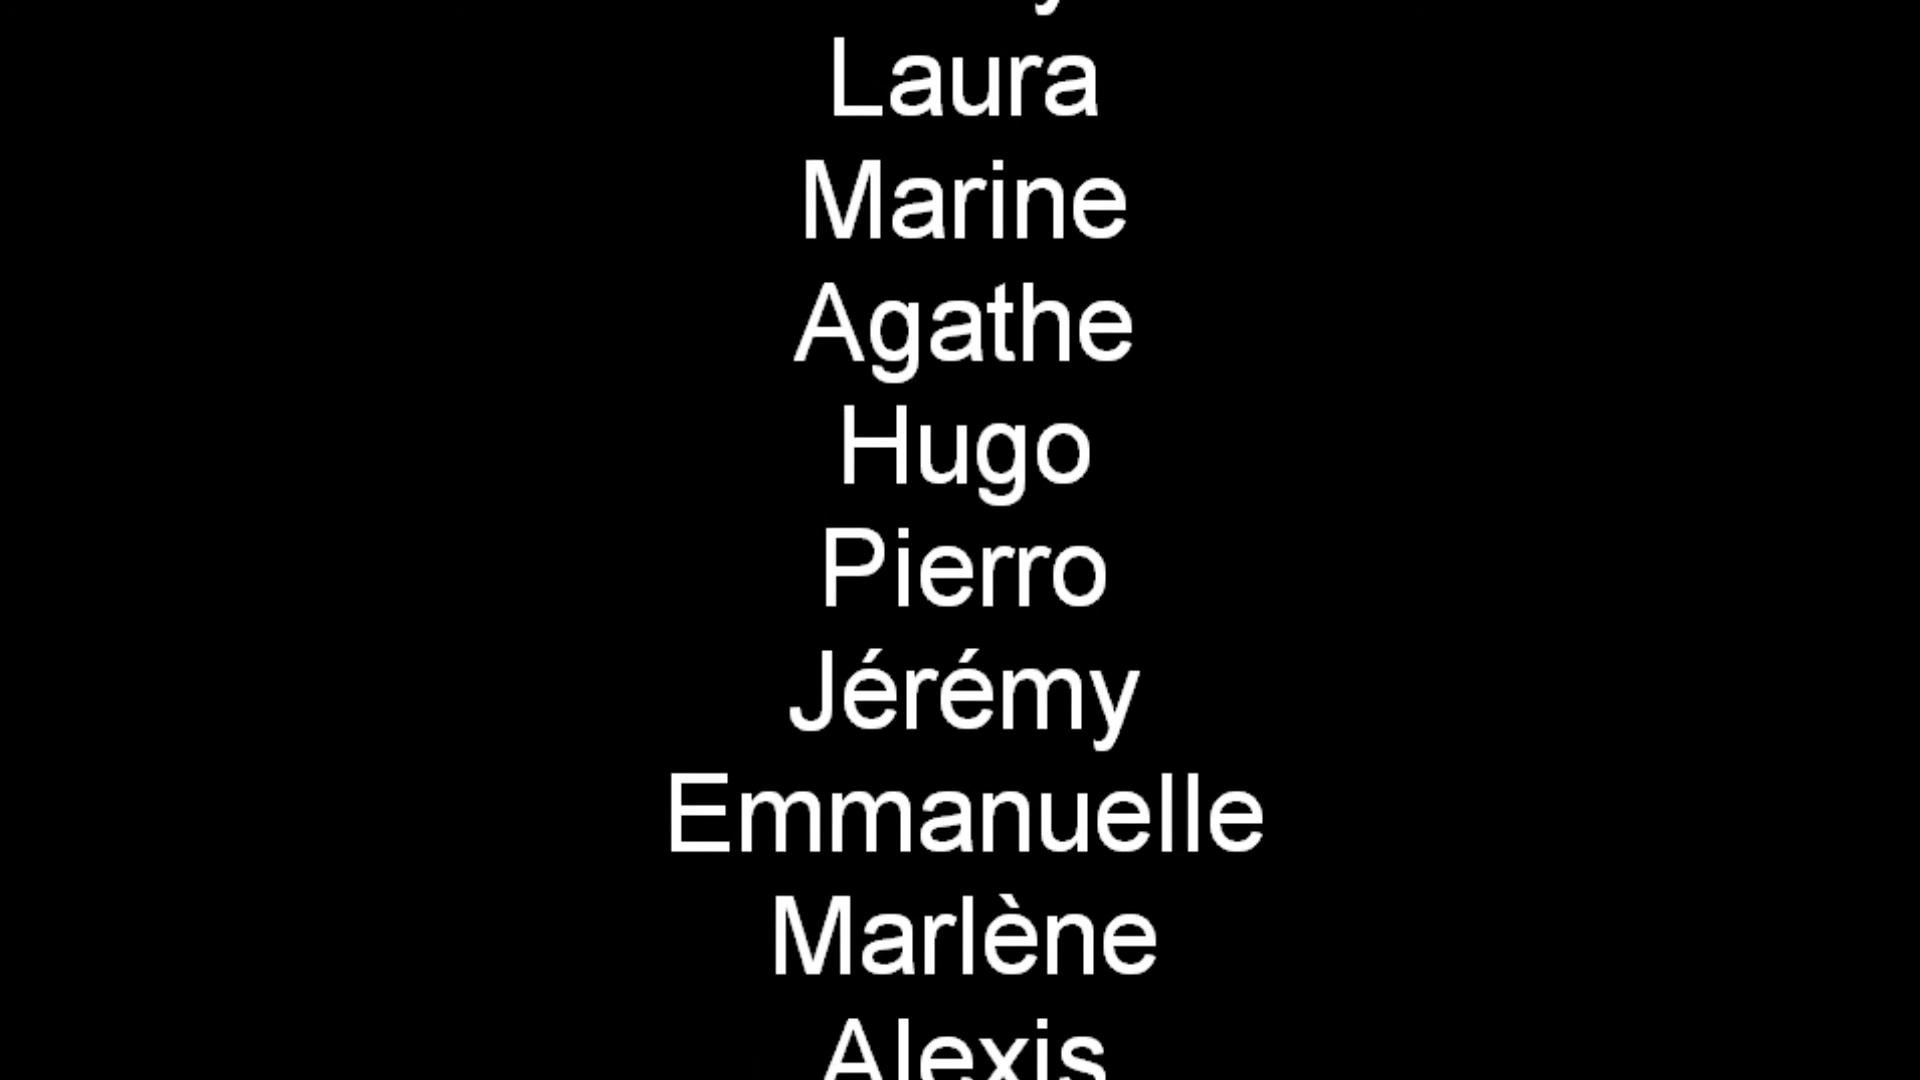 Laura
Marine
Agathe
Hugo
Pierro
Jérémy
Emmanuelle
Marlène
Alexis